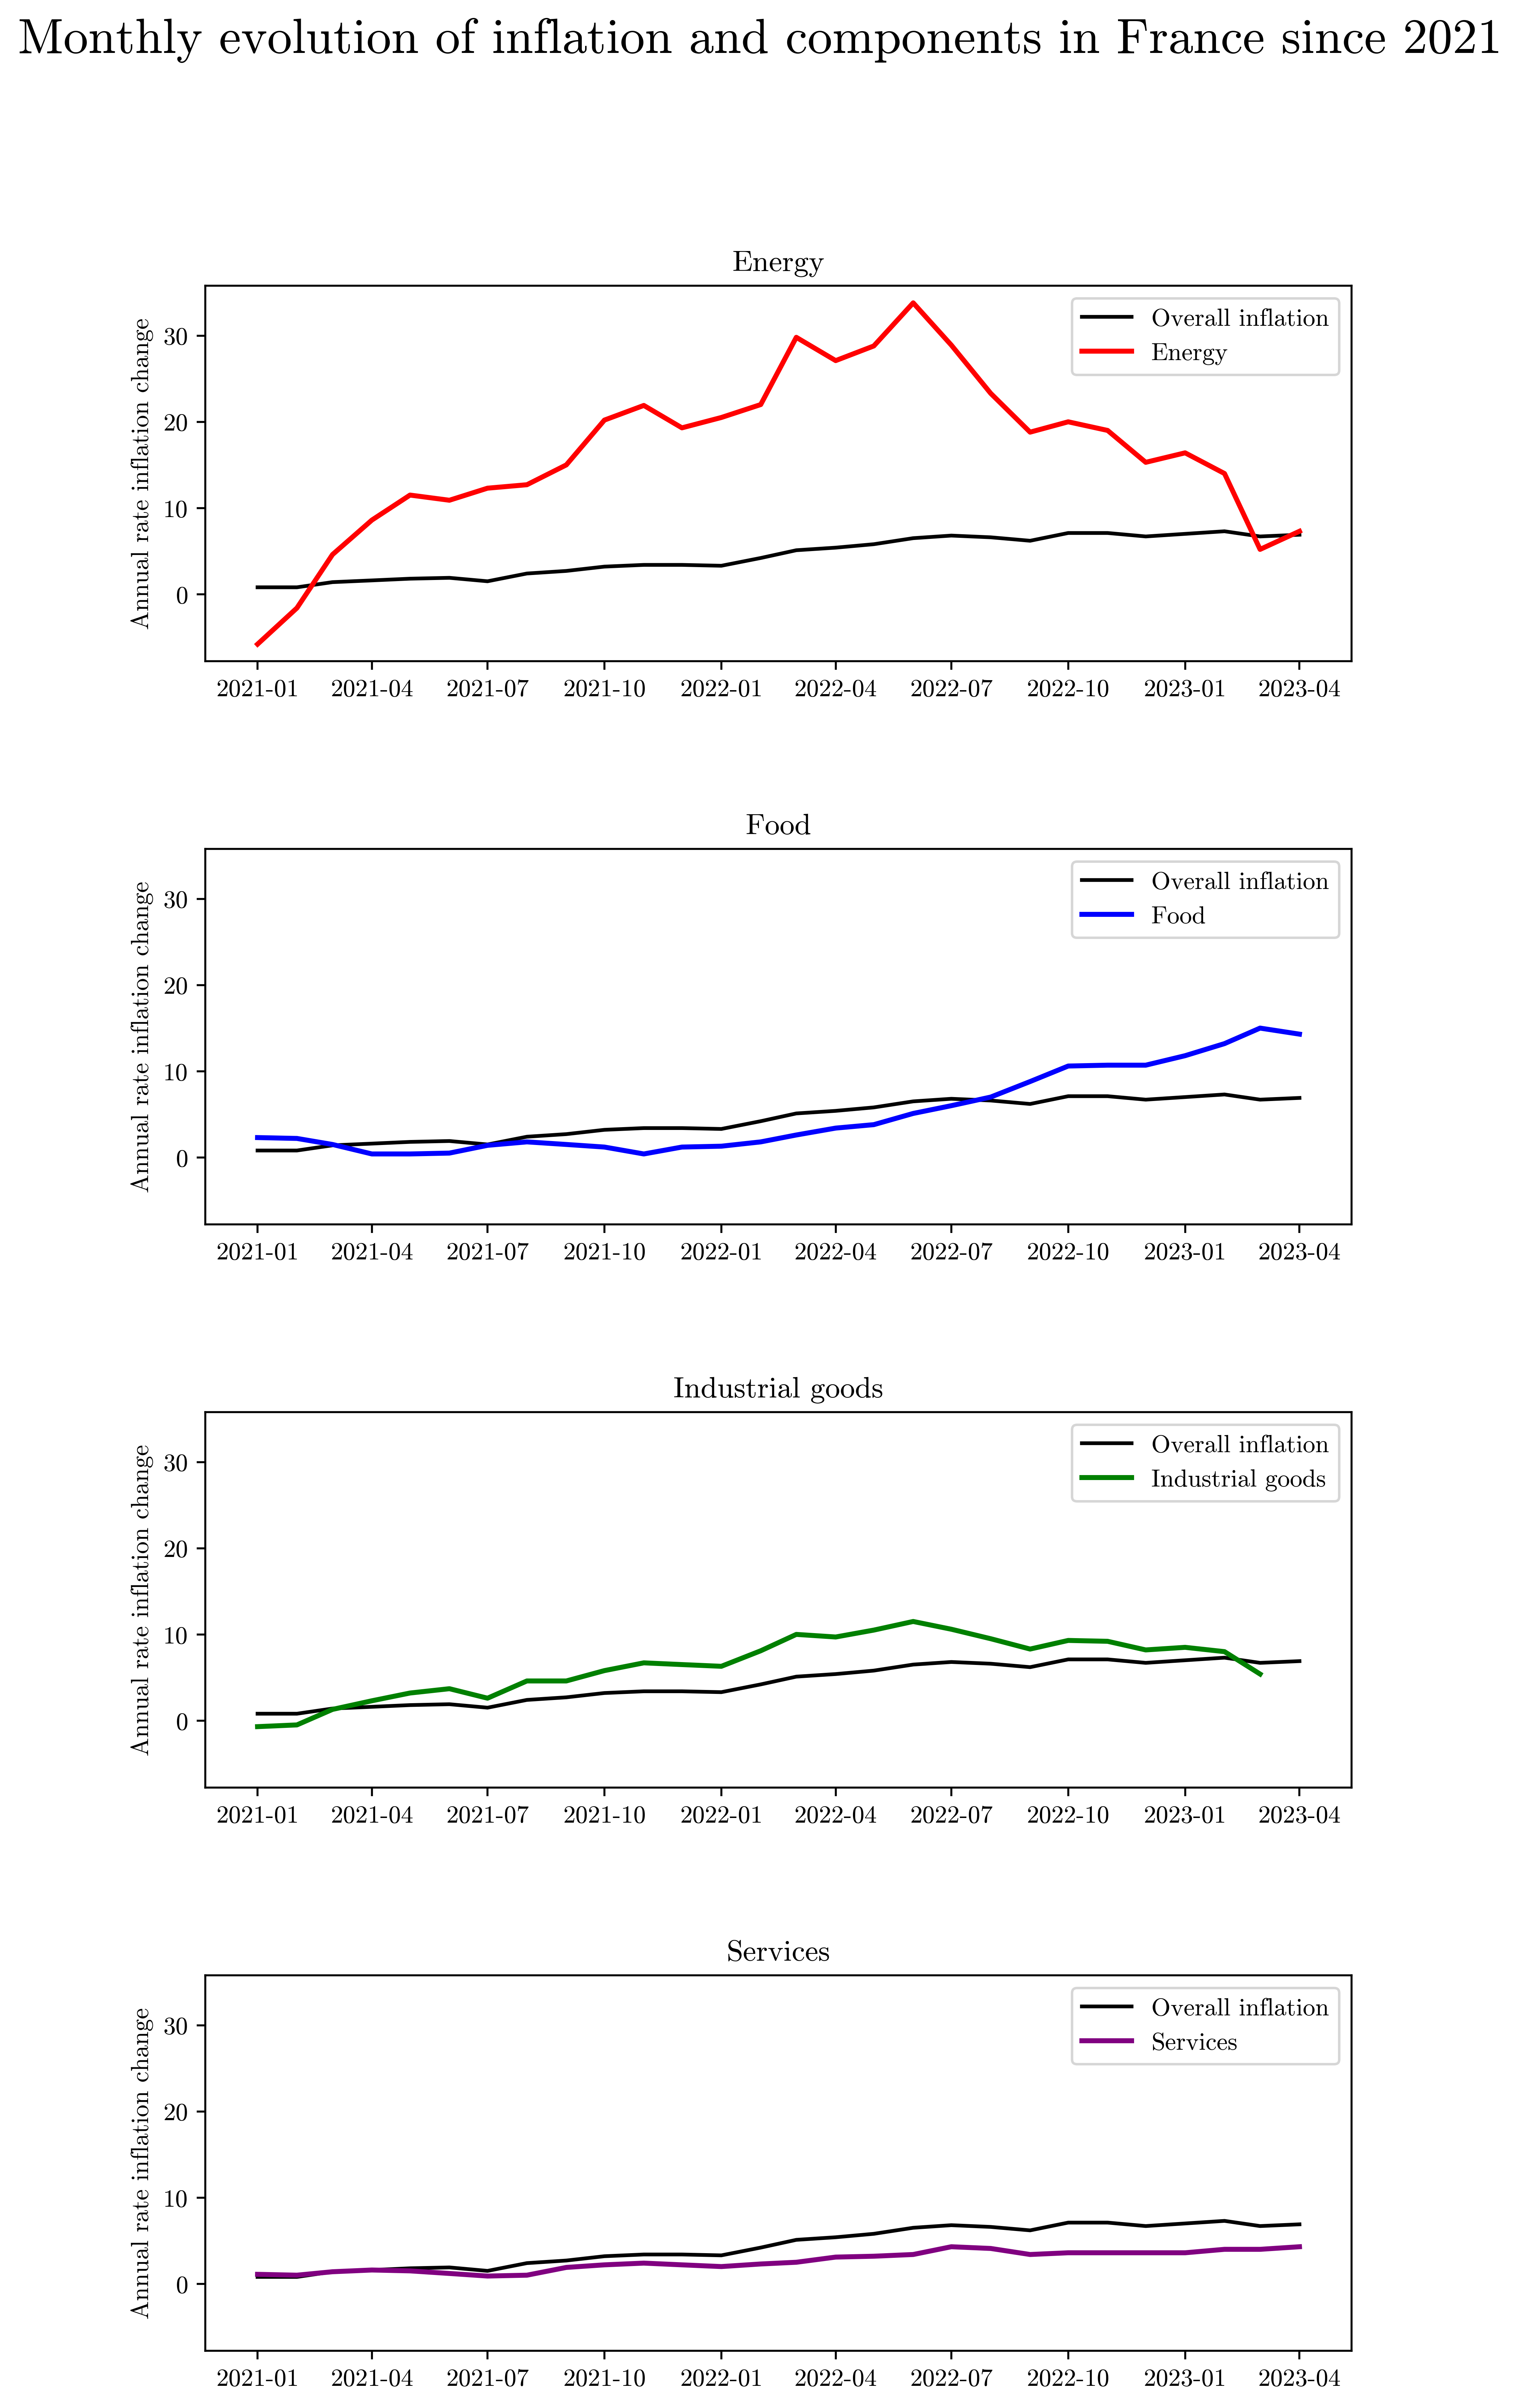 Monthly evolution of inflation and components in France since 2021
Energy
Annual rate inflation change
30
20
10
0
Overall inflation
Energy
2021-01 2021-04 2021-07 2021-10 2022-01 2022-04 2022-07 2022-10 2023-01 2023-04
Food
Annual rate inflation change
30
20
10
0
Overall inflation
Food
2021-01 2021-04 2021-07 2021-10 2022-01 2022-04 2022-07 2022-10 2023-01 2023-04
Industrial goods
Annual rate inflation change
30
20
10
0
Overall inflation
Industrial goods
2021-01 2021-04 2021-07 2021-10 2022-01 2022-04 2022-07 2022-10 2023-01 2023-04
Services
Annual rate inflation change
30
20
10
0
Overall inflation
Services
2021-01 2021-04 2021-07 2021-10 2022-01 2022-04 2022-07 2022-10 2023-01 2023-04